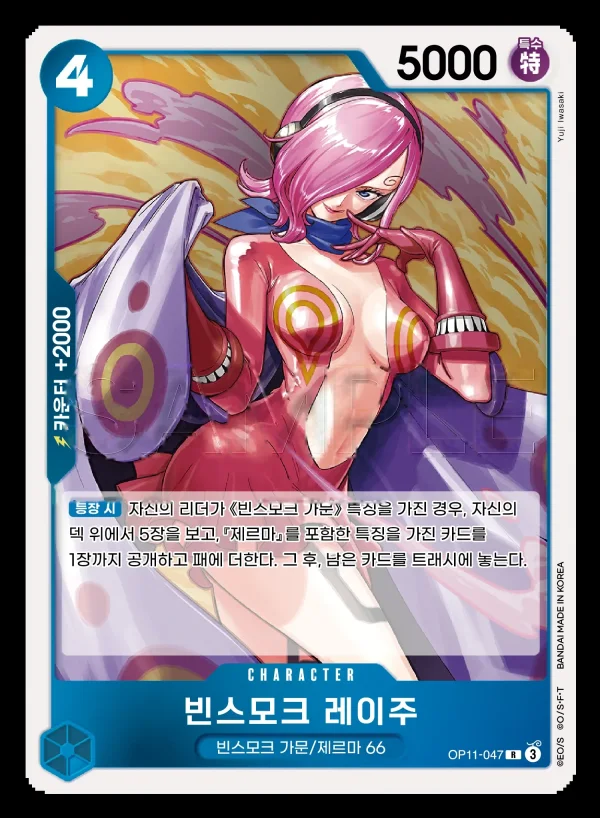 4
5000
특수
特
Yuji Iwasaki
카운터 +2000
SAMPLE
등장 시 자신의 리더가 《빈스모크 가문》 특징을 가진 경우, 자신의
덱 위에서 5장을 보고, 『제르마』를 포함한 특징을 가진 카드를
1장까지 공개하고 패에 더한다. 그 후, 남은 카드를 트래시에 놓는다.
CHARACTER
빈스모크 레이주
빈스모크 가문/제르마 66
OP11-047 R 3
©EO/S ©O/S·F·T BANDAI MADE IN KOREA